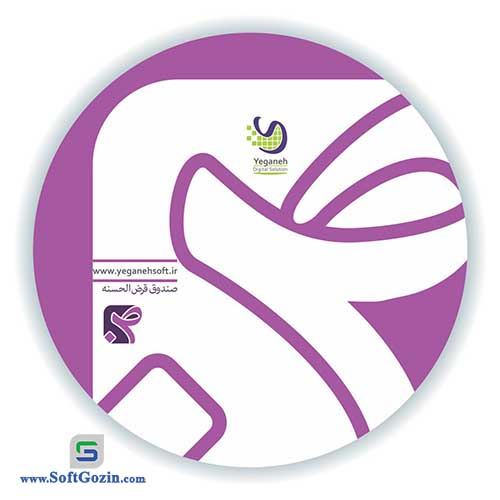 Yeganeh
Digital Solution
www.yeganehsoft.ir
صندوق قرض الحسنه
www.SoftGozin.com